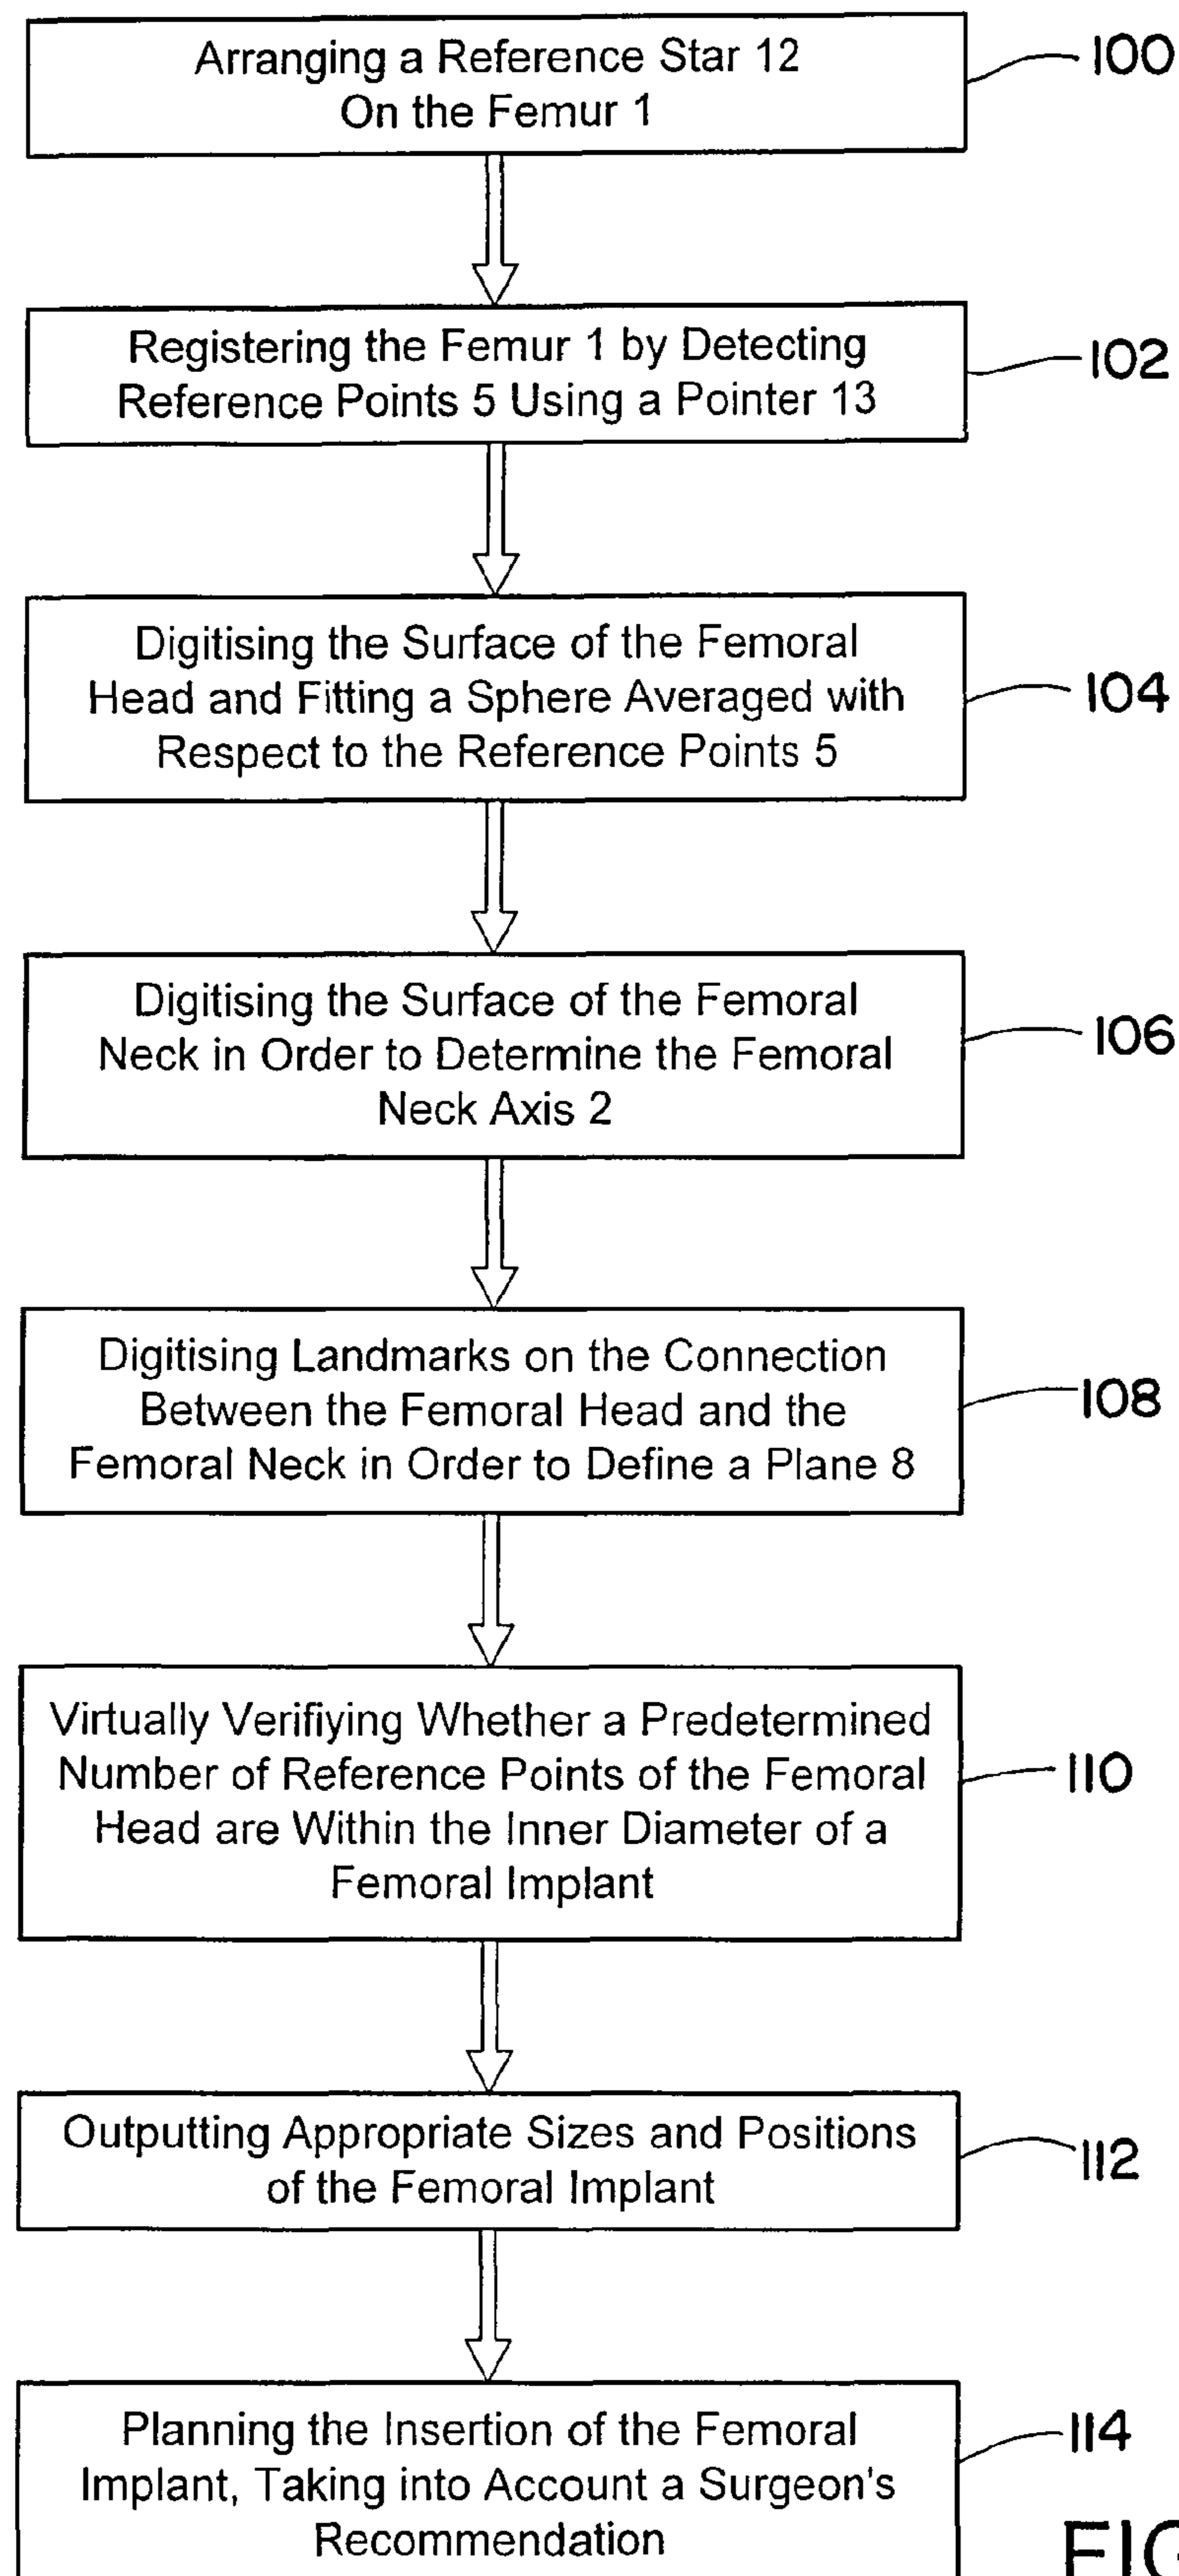 Arranging a Reference Star 12
On the Femur 1
100
Registering the Femur 1 by Detecting
Reference Points 5 Using a Pointer 13
102
Digitising the Surface of the Femoral
Head and Fitting a Sphere Averaged with
Respect to the Reference Points 5
104
Digitising the Surface of the Femoral
Neck in Order to Determine the Femoral
Neck Axis 2
106
Digitising Landmarks on the Connection
Between the Femoral Head and the
Femoral Neck in Order to Define a Plane 8
108
Virtually Verifiying Whether a Predetermined
Number of Reference Points of the Femoral
Head are Within the Inner Diameter of a
Femoral Implant
110
Outputting Appropriate Sizes and Positions
of the Femoral Implant
112
Planning the Insertion of the Femoral
Implant, Taking into Account a Surgeon's
Recommendation
114